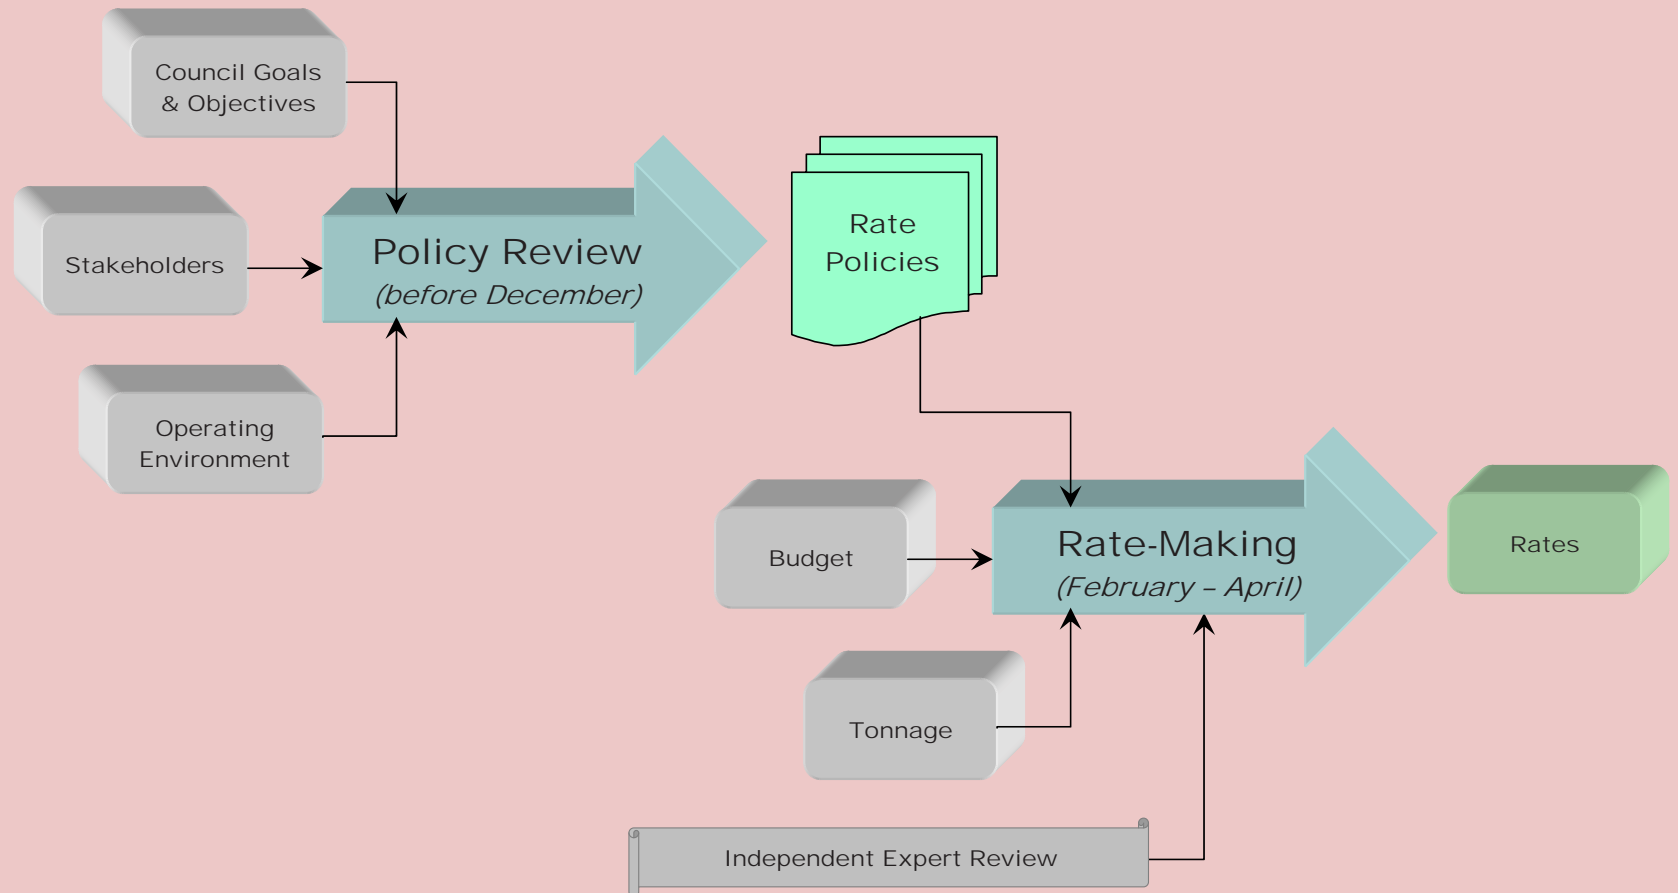 Council Goals
& Objectives
Stakeholders
Operating
Environment
Policy Review
(before December)
Rate
Policies
Budget
Tonnage
Independent Expert Review
Rate-Making
(February – April)
Rates